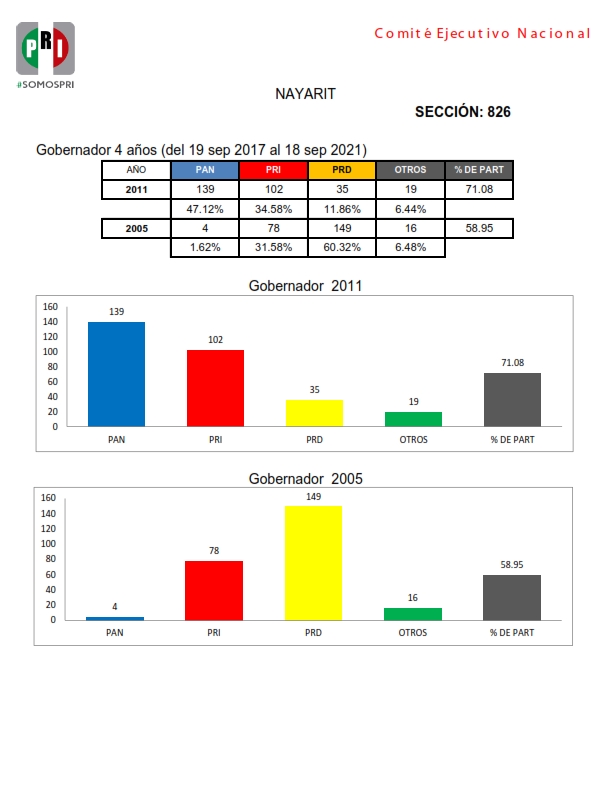 Comité Ejecutivo Nacional
PRI
#SOMOSPRI
NAYARIT
SECCIÓN: 826
Gobernador 4 años (del 19 sep 2017 al 18 sep 2021)
AÑO PAN PRI PRD OTROS % DE PART
2011 139 102 35 19 71.08
47.12% 34.58% 11.86% 6.44%
2005 4 78 149 16 58.95
1.62% 31.58% 60.32% 6.48%
Gobernador 2011
160
140
120
100
80
60
40
20
0
139
102
35
19
71.08
PAN PRI PRD OTROS % DE PART
Gobernador 2005
160
140
120
100
80
60
40
20
0
4
78
149
16
58.95
PAN PRI PRD OTROS % DE PART